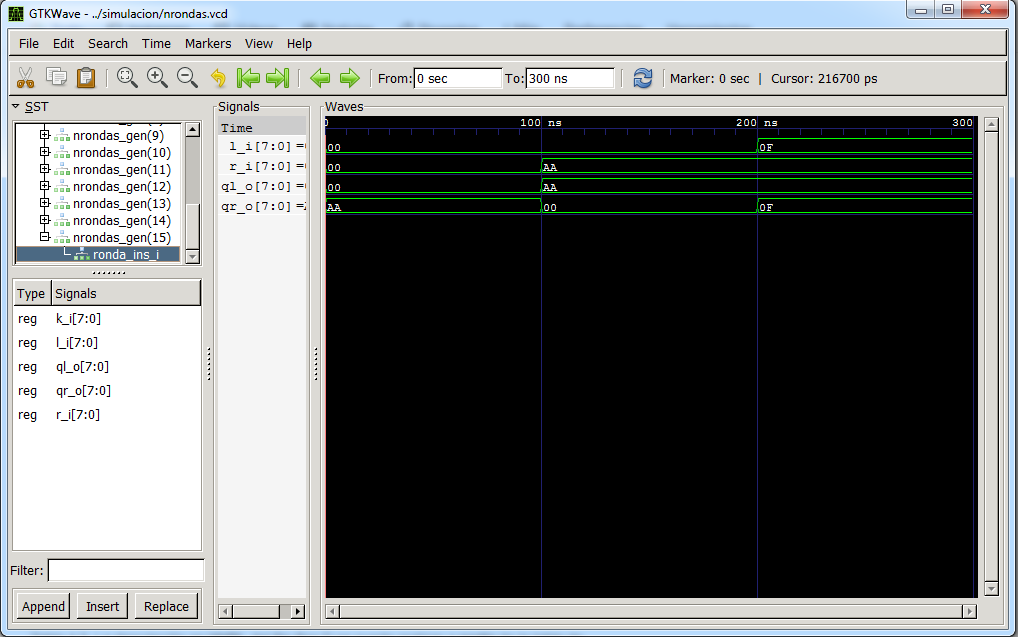 GTKWave - ../simulacion/nrondas.vcd
File Edit Search Time Markers View Help
From: 0 sec To: 300 ns Marker: 0 sec | Cursor: 216700 ps
SST
nrondas_gen(9)
nrondas_gen(10)
nrondas_gen(11)
nrondas_gen(12)
nrondas_gen(13)
nrondas_gen(14)
nrondas_gen(15)
ronda_ins_i
Type Signals
reg k_i[7:0]
reg l_i[7:0]
reg ql_o[7:0]
reg qr_o[7:0]
reg r_i[7:0]
Filter:
Append Insert Replace
Signals
Time
l_i[7:0] =
r_i[7:0] =
ql_o[7:0] =
qr_o[7:0] =
Waves
0 100 ns 200 ns 300
00 0F
00 AA
00 AA
AA 00 0F